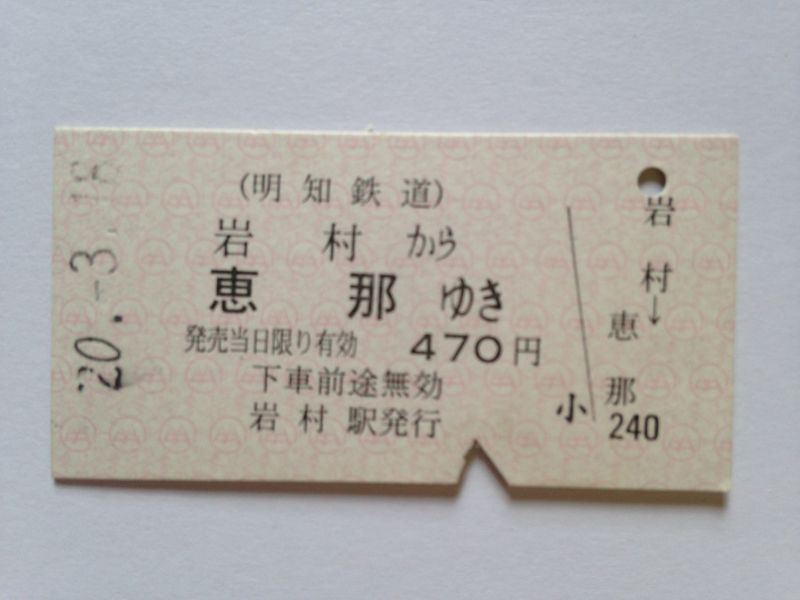 20.-3.18
(明知鉄道)
岩村から
恵那ゆき
発売当日限り有効 470円
下車前途無効
岩村駅発行
岩村→恵那
小 240